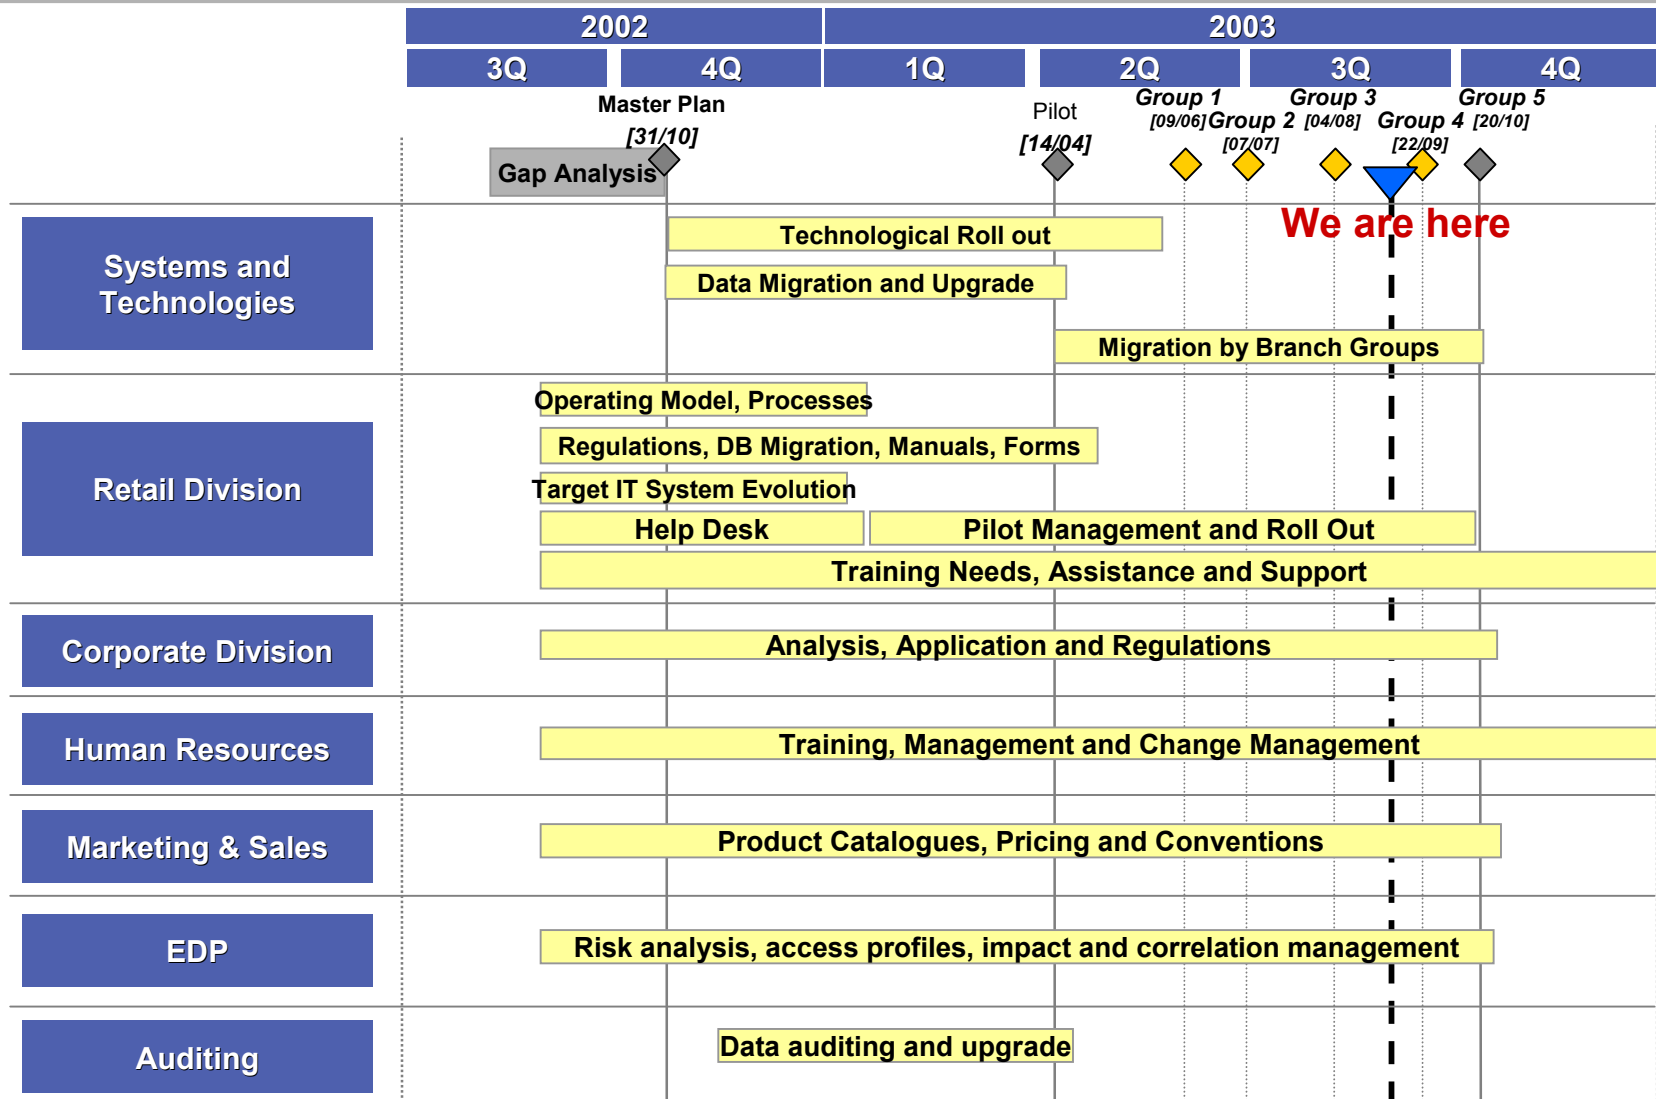 2002
2003
3Q
4Q
1Q
2Q
3Q
4Q
Master Plan
[31/10]
Pilot
[14/04]
Group 1
[09/06]
Group 2
[07/07]
Group 3
[04/08]
Group 4
[22/09]
Group 5
[20/10]
Gap Analysis
We are here
Systems and
Technologies
Technological Roll out
Data Migration and Upgrade
Migration by Branch Groups
Retail Division
Operating Model, Processes
Regulations, DB Migration, Manuals, Forms
Target IT System Evolution
Help Desk
Pilot Management and Roll Out
Training Needs, Assistance and Support
Corporate Division
Analysis, Application and Regulations
Human Resources
Training, Management and Change Management
Marketing & Sales
Product Catalogues, Pricing and Conventions
EDP
Risk analysis, access profiles, impact and correlation management
Auditing
Data auditing and upgrade